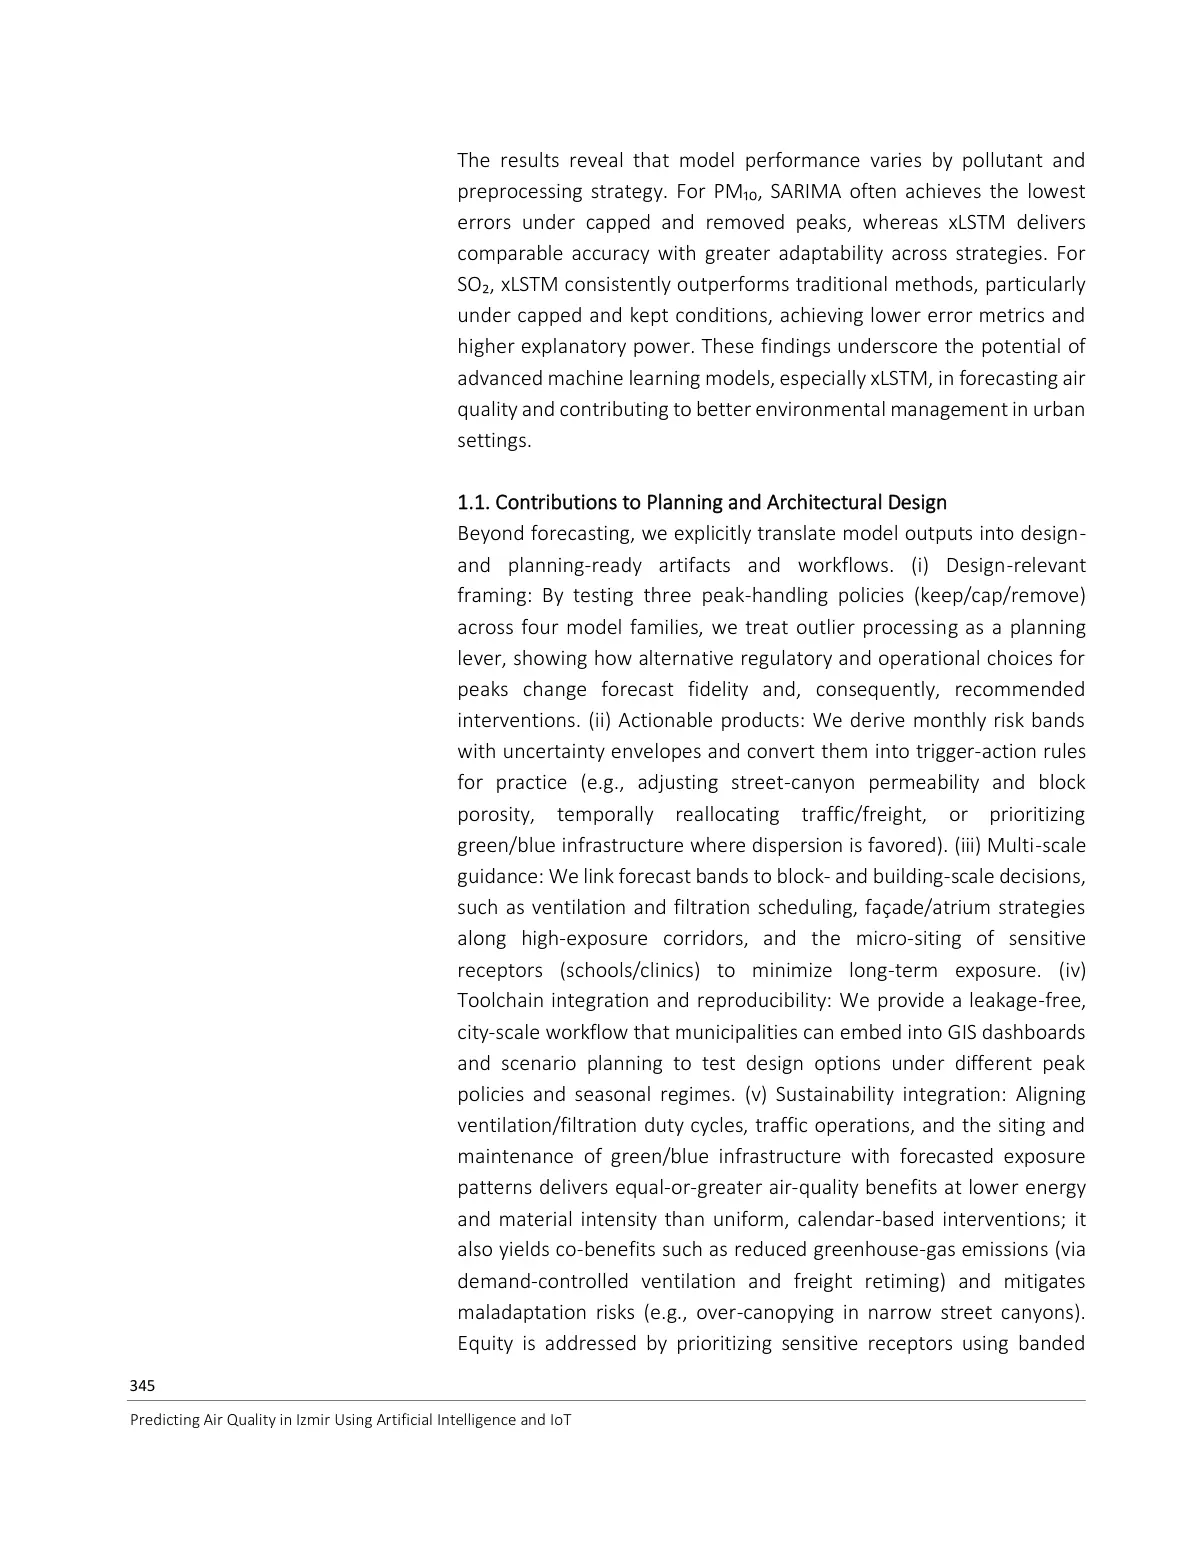 The results reveal that model performance varies by pollutant and
preprocessing strategy. For PM₁₀, SARIMA often achieves the lowest
errors under capped and removed peaks, whereas xLSTM delivers
comparable accuracy with greater adaptability across strategies. For
SO₂, xLSTM consistently outperforms traditional methods, particularly
under capped and kept conditions, achieving lower error metrics and
higher explanatory power. These findings underscore the potential of
advanced machine learning models, especially xLSTM, in forecasting air
quality and contributing to better environmental management in urban
settings.
1.1. Contributions to Planning and Architectural Design
Beyond forecasting, we explicitly translate model outputs into design-
and planning-ready artifacts and workflows. (i) Design-relevant
framing: By testing three peak-handling policies (keep/cap/remove)
across four model families, we treat outlier processing as a planning
lever, showing how alternative regulatory and operational choices for
peaks change forecast fidelity and, consequently, recommended
interventions. (ii) Actionable products: We derive monthly risk bands
with uncertainty envelopes and convert them into trigger-action rules
for practice (e.g., adjusting street-canyon permeability and block
porosity, temporally reallocating traffic/freight, or prioritizing
green/blue infrastructure where dispersion is favored). (iii) Multi-scale
guidance: We link forecast bands to block- and building-scale decisions,
such as ventilation and filtration scheduling, façade/atrium strategies
along high-exposure corridors, and the micro-siting of sensitive
receptors (schools/clinics) to minimize long-term exposure. (iv)
Toolchain integration and reproducibility: We provide a leakage-free,
city-scale workflow that municipalities can embed into GIS dashboards
and scenario planning to test design options under different peak
policies and seasonal regimes. (v) Sustainability integration: Aligning
ventilation/filtration duty cycles, traffic operations, and the siting and
maintenance of green/blue infrastructure with forecasted exposure
patterns delivers equal-or-greater air-quality benefits at lower energy
and material intensity than uniform, calendar-based interventions; it
also yields co-benefits such as reduced greenhouse-gas emissions (via
demand-controlled ventilation and freight retiming) and mitigates
maladaptation risks (e.g., over-canopying in narrow street canyons).
Equity is addressed by prioritizing sensitive receptors using banded
345
Predicting Air Quality in Izmir Using Artificial Intelligence and IoT